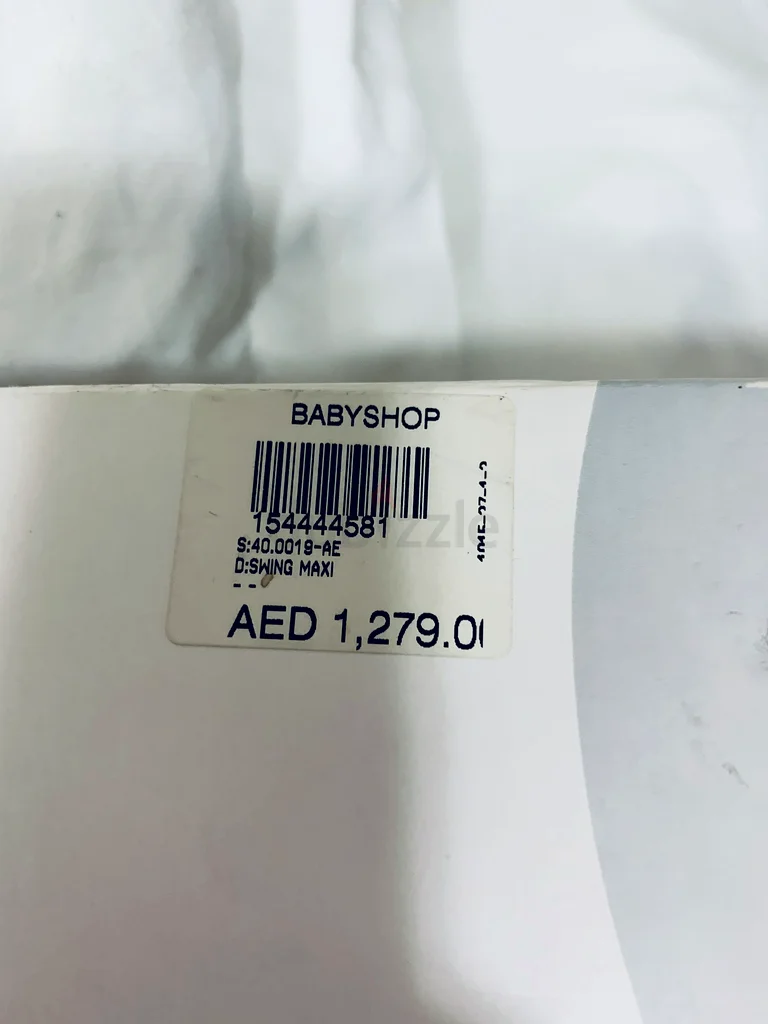 BABYSHOP
154444581
S:40.0019-AE
D:SWING MAXI
- -
AED 1,279.0